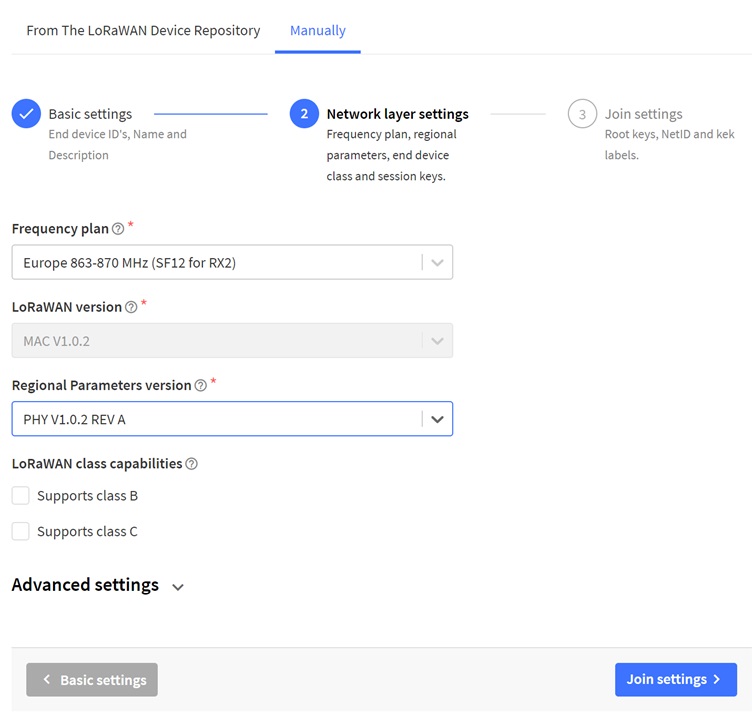 From The LoRaWAN Device Repository
Manually
Basic settings
End device ID's, Name and
Description
2
Network layer settings
Frequency plan, regional
parameters, end device
class and session keys.
3
Join settings
Root keys, NetID and kek
labels.
Frequency plan ? *
Europe 863-870 MHz (SF12 for RX2)
LoRaWAN version ? *
MAC V1.0.2
Regional Parameters version ? *
PHY V1.0.2 REV A
LoRaWAN class capabilities ?
Supports class B
Supports class C
Advanced settings
Basic settings
Join settings